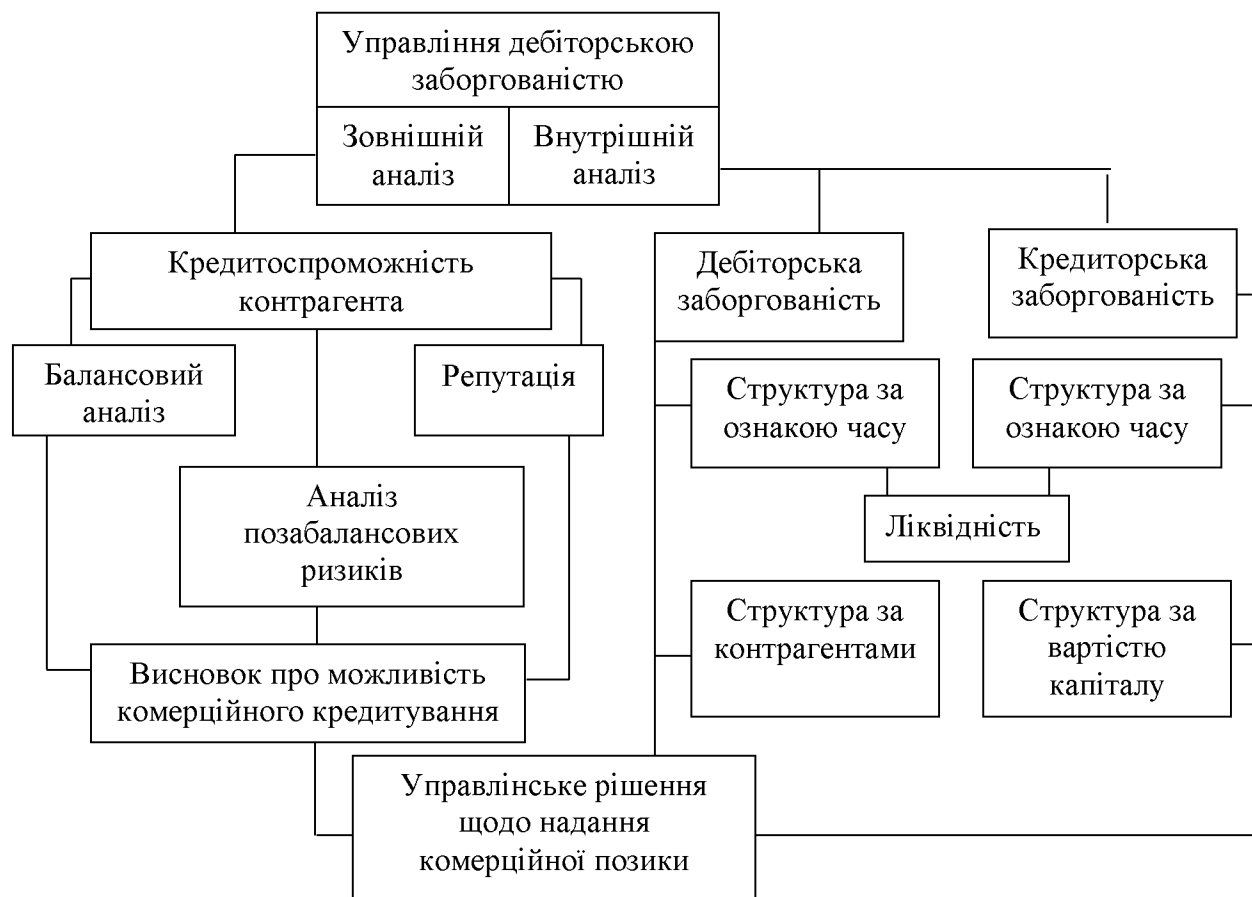 Управління дебіторською
заборгованістю
Зовнішній
аналіз
Внутрішній
аналіз
Кредитоспроможність
контрагента
Дебіторська
заборгованість
Кредиторська
заборгованість
Балансовий
аналіз
Репутація
Структура за
ознакою часу
Структура за
ознакою часу
Аналіз
позабалансових
ризиків
Ліквідність
Структура за
контрагентами
Структура за
вартістю
капіталу
Висновок про можливість
комерційного кредитування
Управлінське рішення
щодо надання
комерційної позики